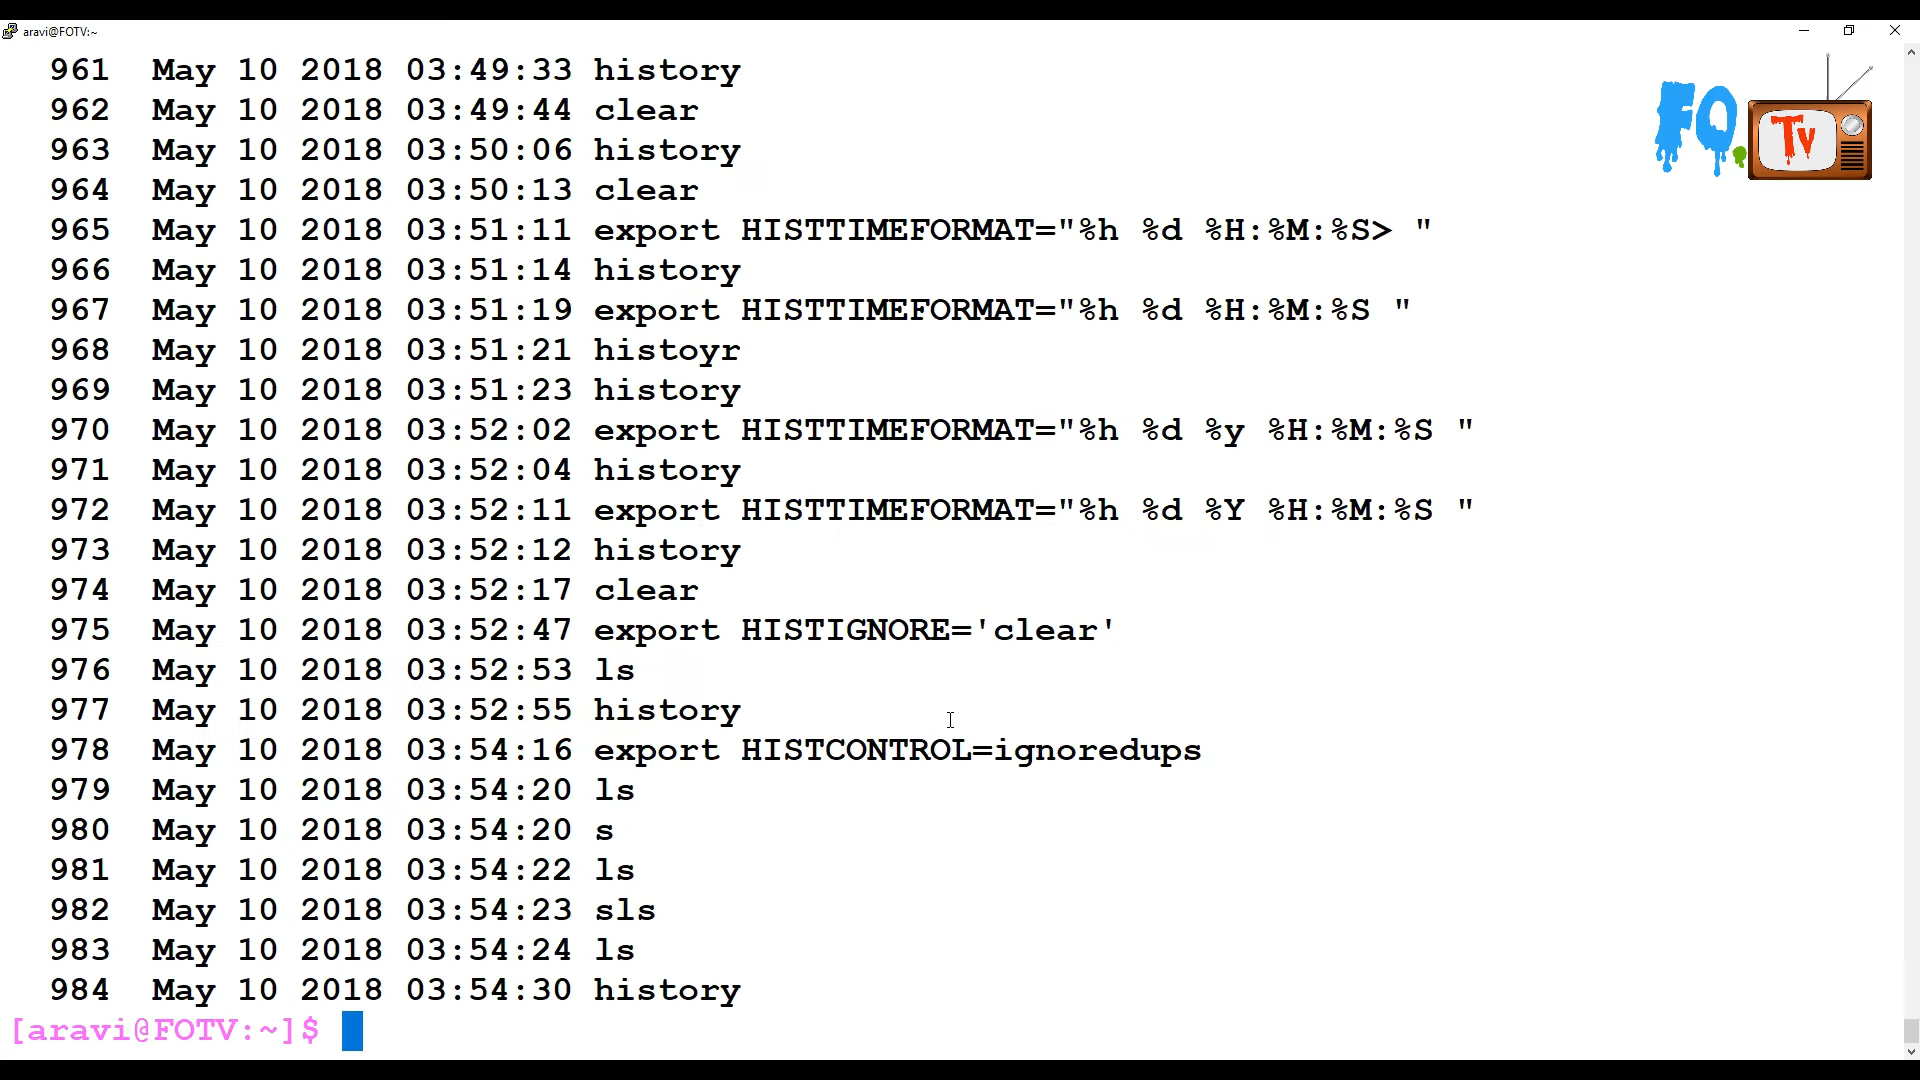 aravi@FOTV:~
961 May 10 2018 03:49:33 history
962 May 10 2018 03:49:44 clear
963 May 10 2018 03:50:06 history
964 May 10 2018 03:50:13 clear
965 May 10 2018 03:51:11 export HISTTIMEFORMAT="%h %d %H:%M:%S> "
966 May 10 2018 03:51:14 history
967 May 10 2018 03:51:19 export HISTTIMEFORMAT="%h %d %H:%M:%S "
968 May 10 2018 03:51:21 histoyr
969 May 10 2018 03:51:23 history
970 May 10 2018 03:52:02 export HISTTIMEFORMAT="%h %d %y %H:%M:%S "
971 May 10 2018 03:52:04 history
972 May 10 2018 03:52:11 export HISTTIMEFORMAT="%h %d %Y %H:%M:%S "
973 May 10 2018 03:52:12 history
974 May 10 2018 03:52:17 clear
975 May 10 2018 03:52:47 export HISTIGNORE='clear'
976 May 10 2018 03:52:53 ls
977 May 10 2018 03:52:55 history
978 May 10 2018 03:54:16 export HISTCONTROL=ignoredups
979 May 10 2018 03:54:20 ls
980 May 10 2018 03:54:20 s
981 May 10 2018 03:54:22 ls
982 May 10 2018 03:54:23 sls
983 May 10 2018 03:54:24 ls
984 May 10 2018 03:54:30 history
[aravi@FOTV:~]$
FO.Tv